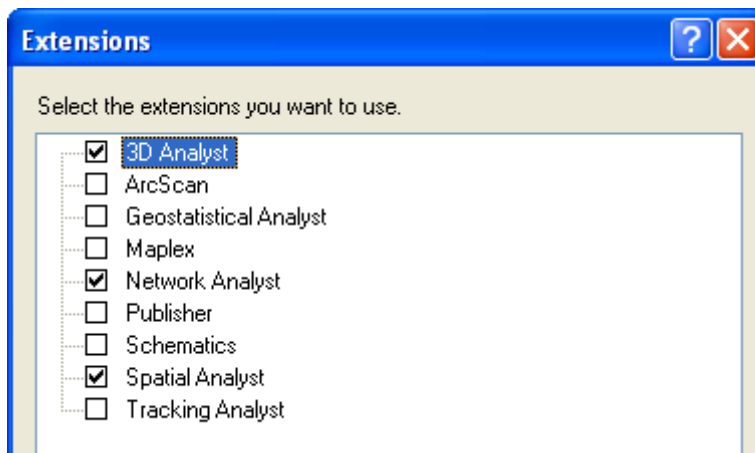 Extensions
Select the extensions you want to use.
3D Analyst
ArcScan
Geostatistical Analyst
Maplex
Network Analyst
Publisher
Schematics
Spatial Analyst
Tracking Analyst